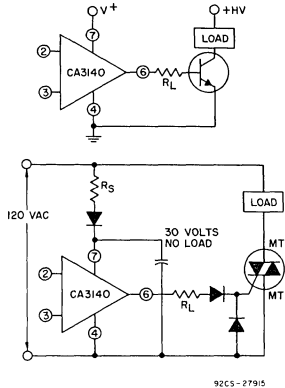 V+
+HV
7
LOAD
2
CA3140
6
3
RL
4
120 VAC
RS
LOAD
30 VOLTS
NO LOAD
MT
7
2
CA3140
6
3
RL
MT
4
92CS-27915